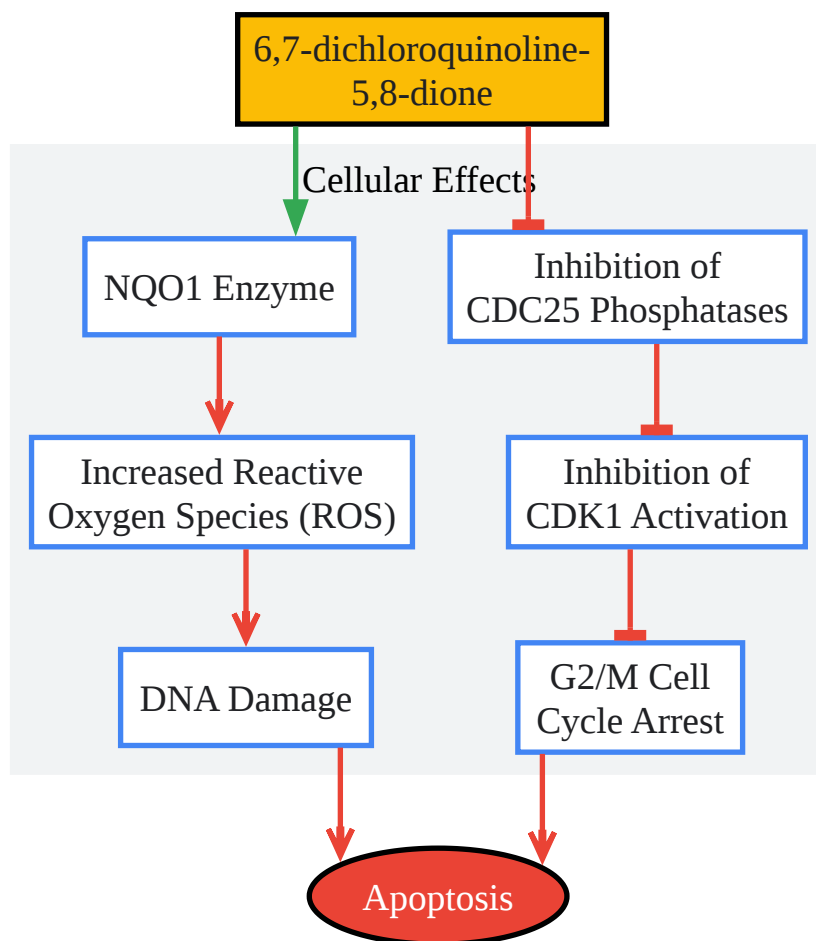 6,7-dichloroquinoline-
5,8-dione
Cellular Effects
NQO1 Enzyme
Inhibition of
CDC25 Phosphatases
Increased Reactive
Oxygen Species (ROS)
Inhibition of
CDK1 Activation
DNA Damage
G2/M Cell
Cycle Arrest
Apoptosis